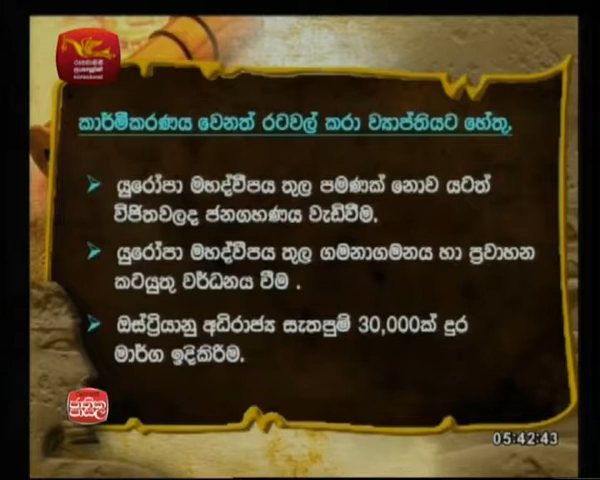 කාර්මීකරණය වෙනත් රටවල් කරා ව්‍යාප්තියට හේතු.
යුරෝපා මහද්වීපය තුල පමණක් නොව යටත්
විජිතවලද ජනගහණය වැඩිවීම.
යුරෝපා මහද්වීපය තුල ගමනාගමනය හා ප්‍රවාහන
කටයුතු වර්ධනය වීම .
ඔස්ට්‍රියානු අධිරාජ්‍ය සැතපුම් 30,000ක් දුර
මාර්ග ඉදිකිරීම.
ජාතික
පාසල
05:42:43